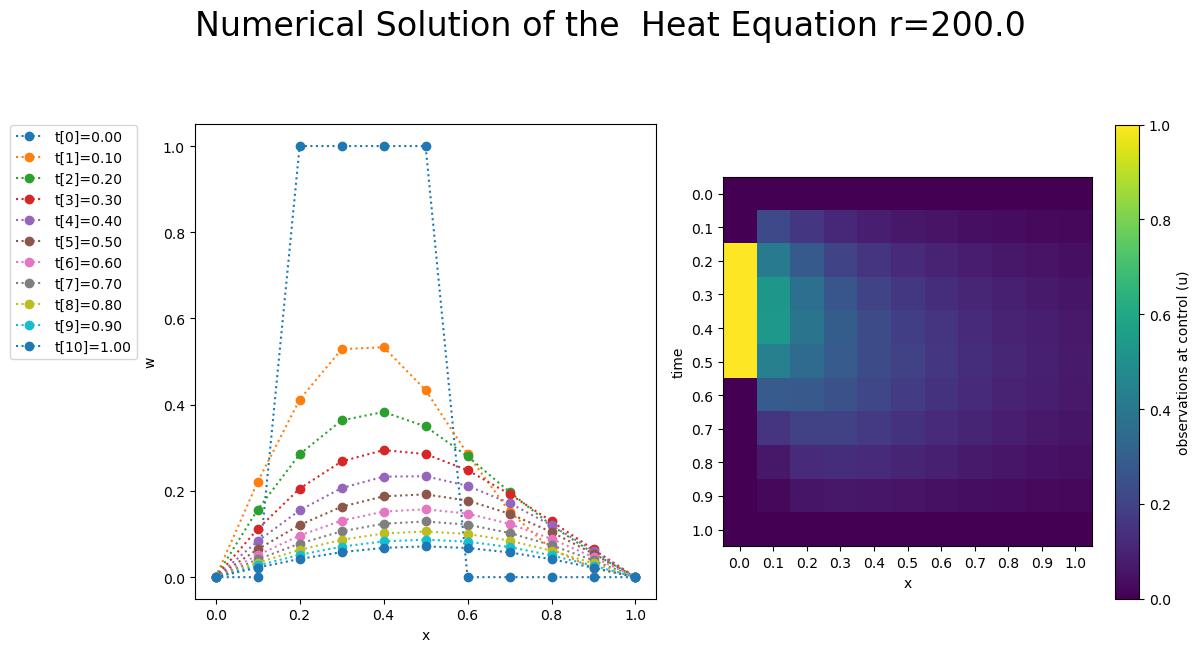 Numerical Solution of the  Heat Equation r=200.0
t[0]=0.00
t[1]=0.10
t[2]=0.20
t[3]=0.30
t[4]=0.40
t[5]=0.50
t[6]=0.60
t[7]=0.70
t[8]=0.80
t[9]=0.90
t[10]=1.00
w
1.0
0.8
0.6
0.4
0.2
0.0
0.0 0.2 0.4 0.6 0.8 1.0
x
time
0.0
0.1
0.2
0.3
0.4
0.5
0.6
0.7
0.8
0.9
1.0
0.0 0.1 0.2 0.3 0.4 0.5 0.6 0.7 0.8 0.9 1.0
x
1.0
0.8
0.6
0.4
0.2
0.0
observations at control (u)